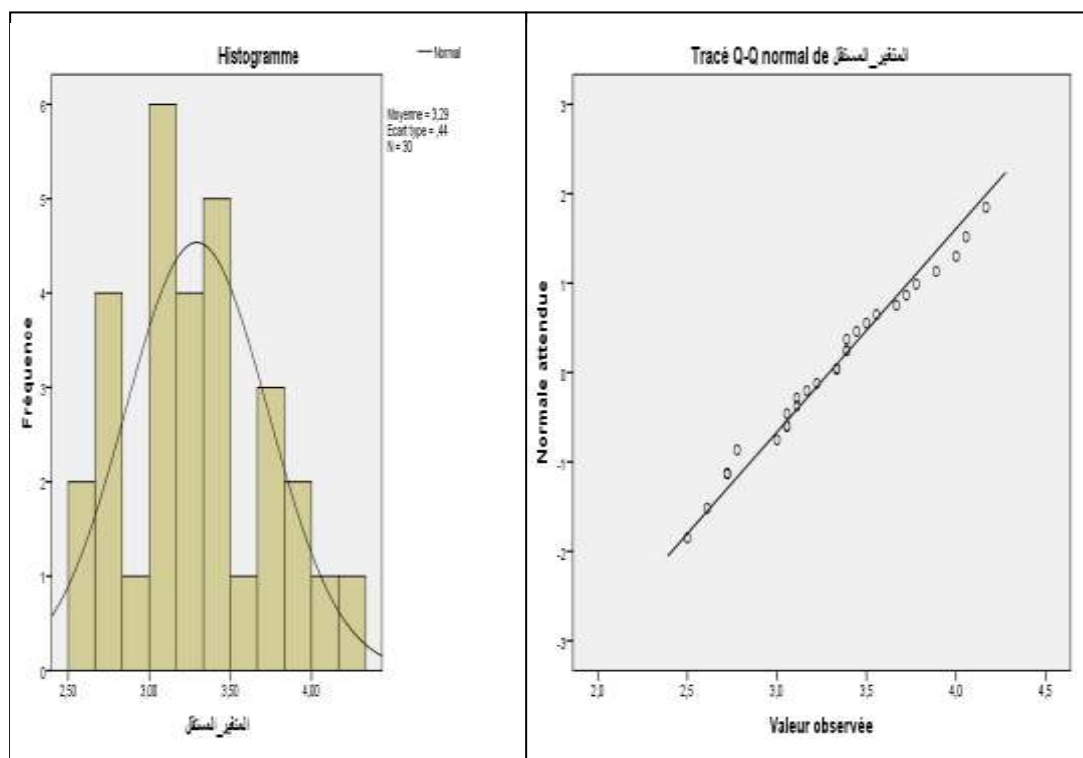 Histogramme
Normal
Moyenne = 3,29
Ecart type = ,44
N = 30
Fréquence
6
5
4
3
2
1
0
2,50 3,00 3,50 4,00
المتغير_المستقل
Tracé Q-Q normal de المتغير_المستقل
Normale attendue
3
2
1
0
-1
-2
-3
2,0 2,5 3,0 3,5 4,0 4,5
Valeur observée